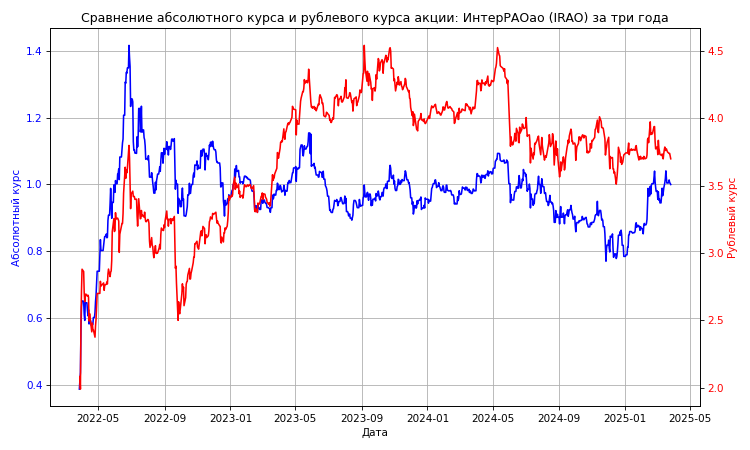 Сравнение абсолютного курса и рублевого курса акции: ИнтерРАОао (IRAO) за три года
1.4
1.2
1.0
0.8
0.6
0.4
Абсолютный курс
4.5
4.0
3.5
3.0
2.5
2.0
Рублевый курс
2022-05 2022-09 2023-01 2023-05 2023-09 2024-01 2024-05 2024-09 2025-01 2025-05
Дата